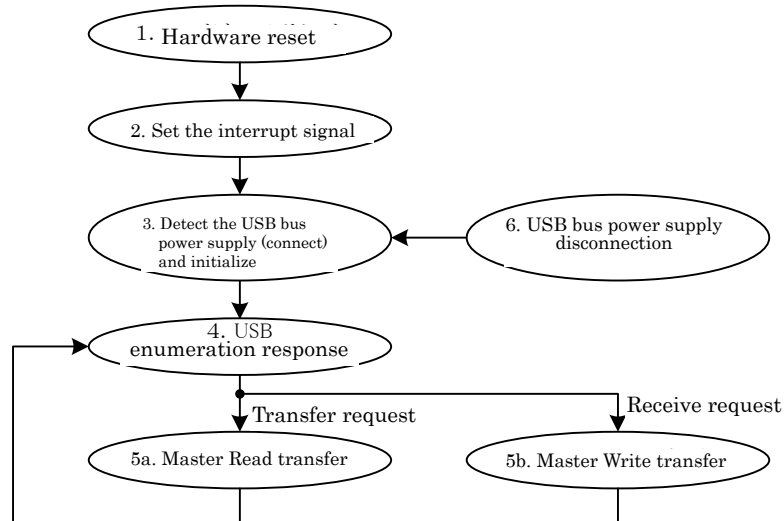 1. Hardware reset
2. Set the interrupt signal
3. Detect the USB bus
power supply (connect)
and initialize
6. USB bus power supply
disconnection
4. USB
enumeration response
Transfer request
Receive request
5a. Master Read transfer
5b. Master Write transfer